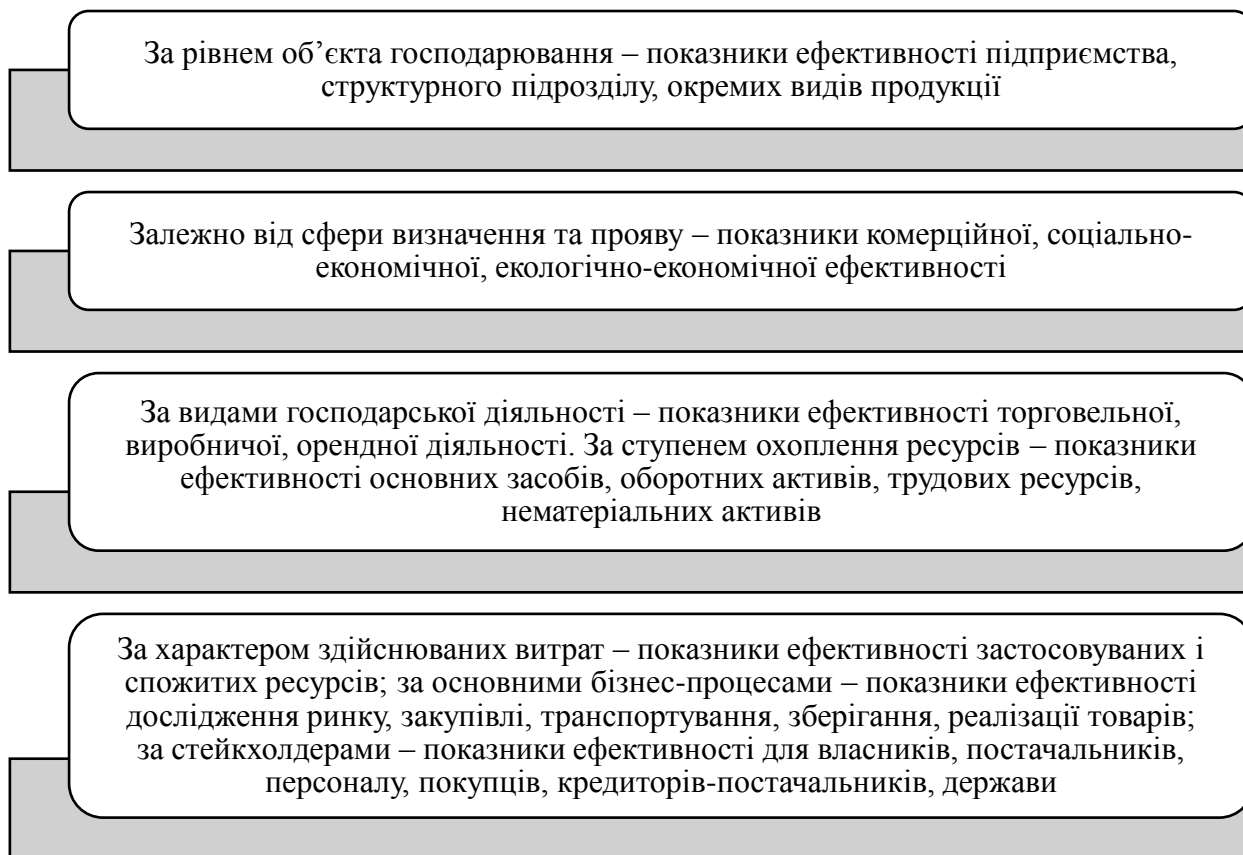 За рівнем об’єкта господарювання – показники ефективності підприємства,
структурного підрозділу, окремих видів продукції
Залежно від сфери визначення та прояву – показники комерційної, соціально-
економічної, екологічно-економічної ефективності
За видами господарської діяльності – показники ефективності торговельної,
виробничої, орендної діяльності. За ступенем охоплення ресурсів – показники
ефективності основних засобів, оборотних активів, трудових ресурсів,
нематеріальних активів
За характером здійснюваних витрат – показники ефективності застосовуваних і
спожитих ресурсів; за основними бізнес-процесами – показники ефективності
дослідження ринку, закупівлі, транспортування, зберігання, реалізації товарів;
за стейкхолдерами – показники ефективності для власників, постачальників,
персоналу, покупців, кредиторів-постачальників, держави